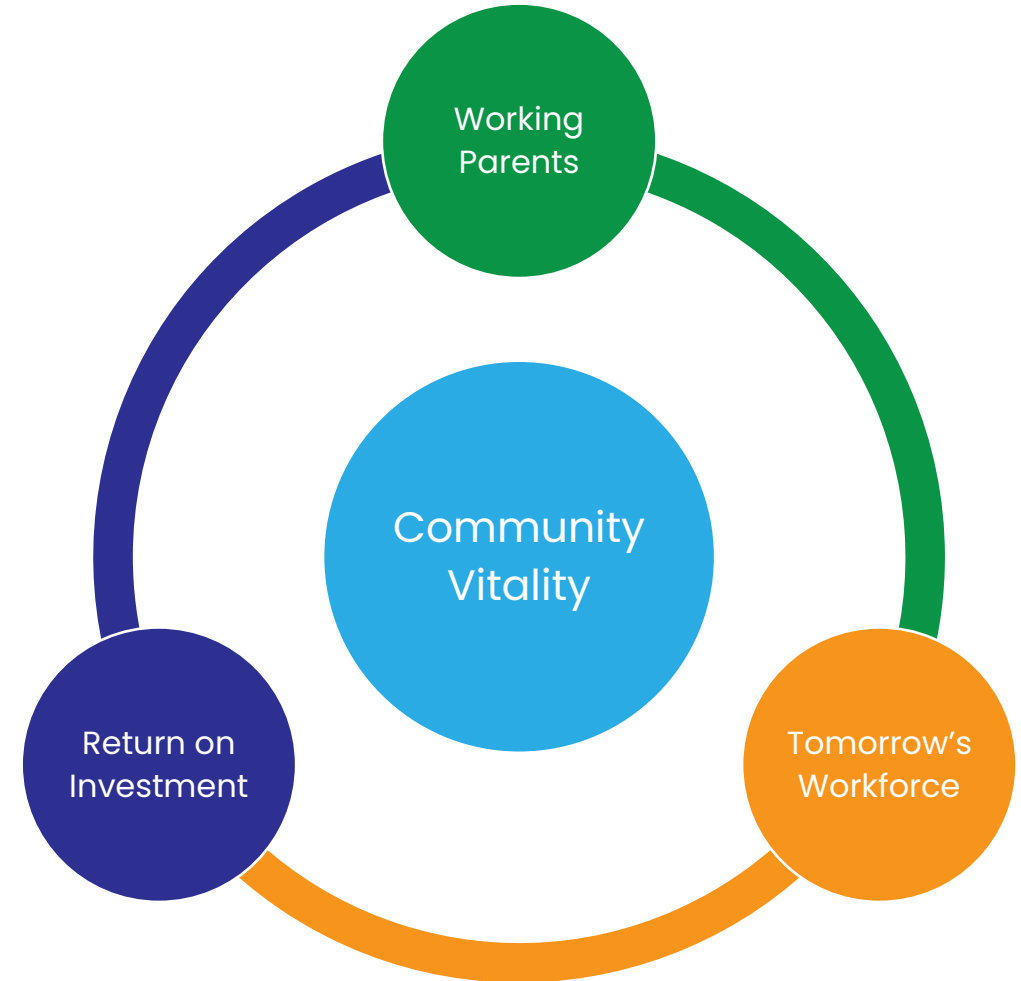 Working
Parents
Community
Vitality
Return on
Investment
Tomorrow’s
Workforce